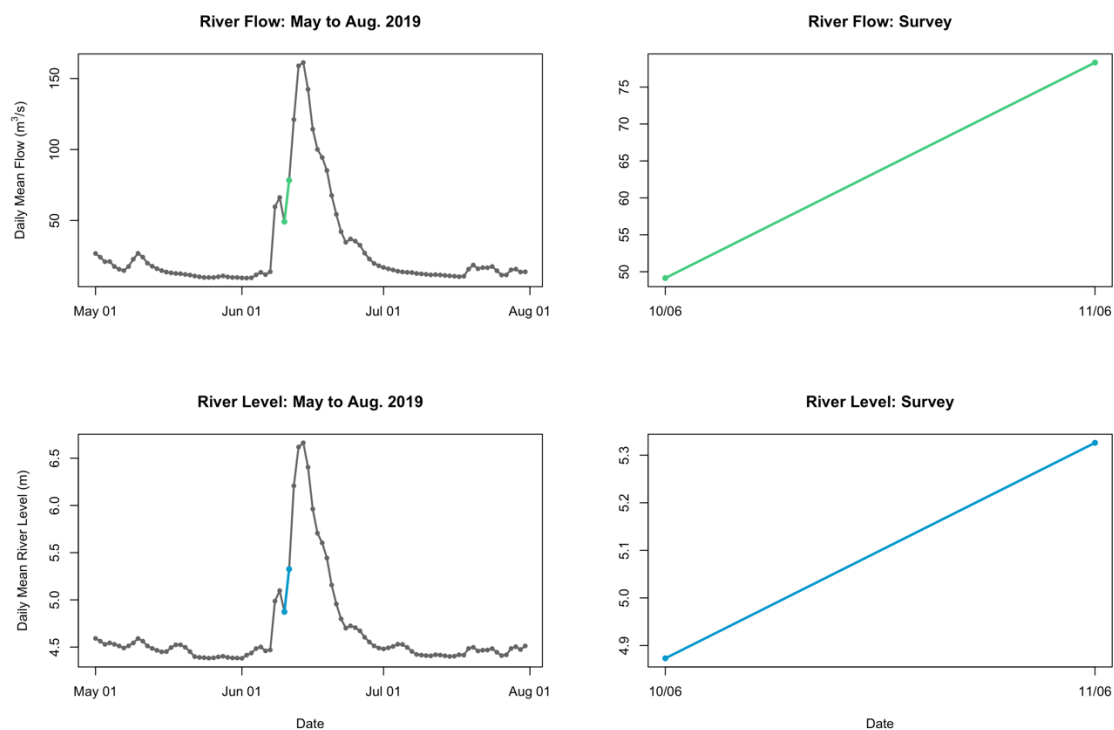 River Flow: May to Aug. 2019
Daily Mean Flow (m³/s)
150
100
50
May 01
Jun 01
Jul 01
Aug 01
River Flow: Survey
75
70
65
60
55
50
10/06
11/06
River Level: May to Aug. 2019
Daily Mean River Level (m)
6.5
6.0
5.5
5.0
4.5
May 01
Jun 01
Jul 01
Aug 01
Date
River Level: Survey
5.3
5.2
5.1
5.0
4.9
10/06
11/06
Date